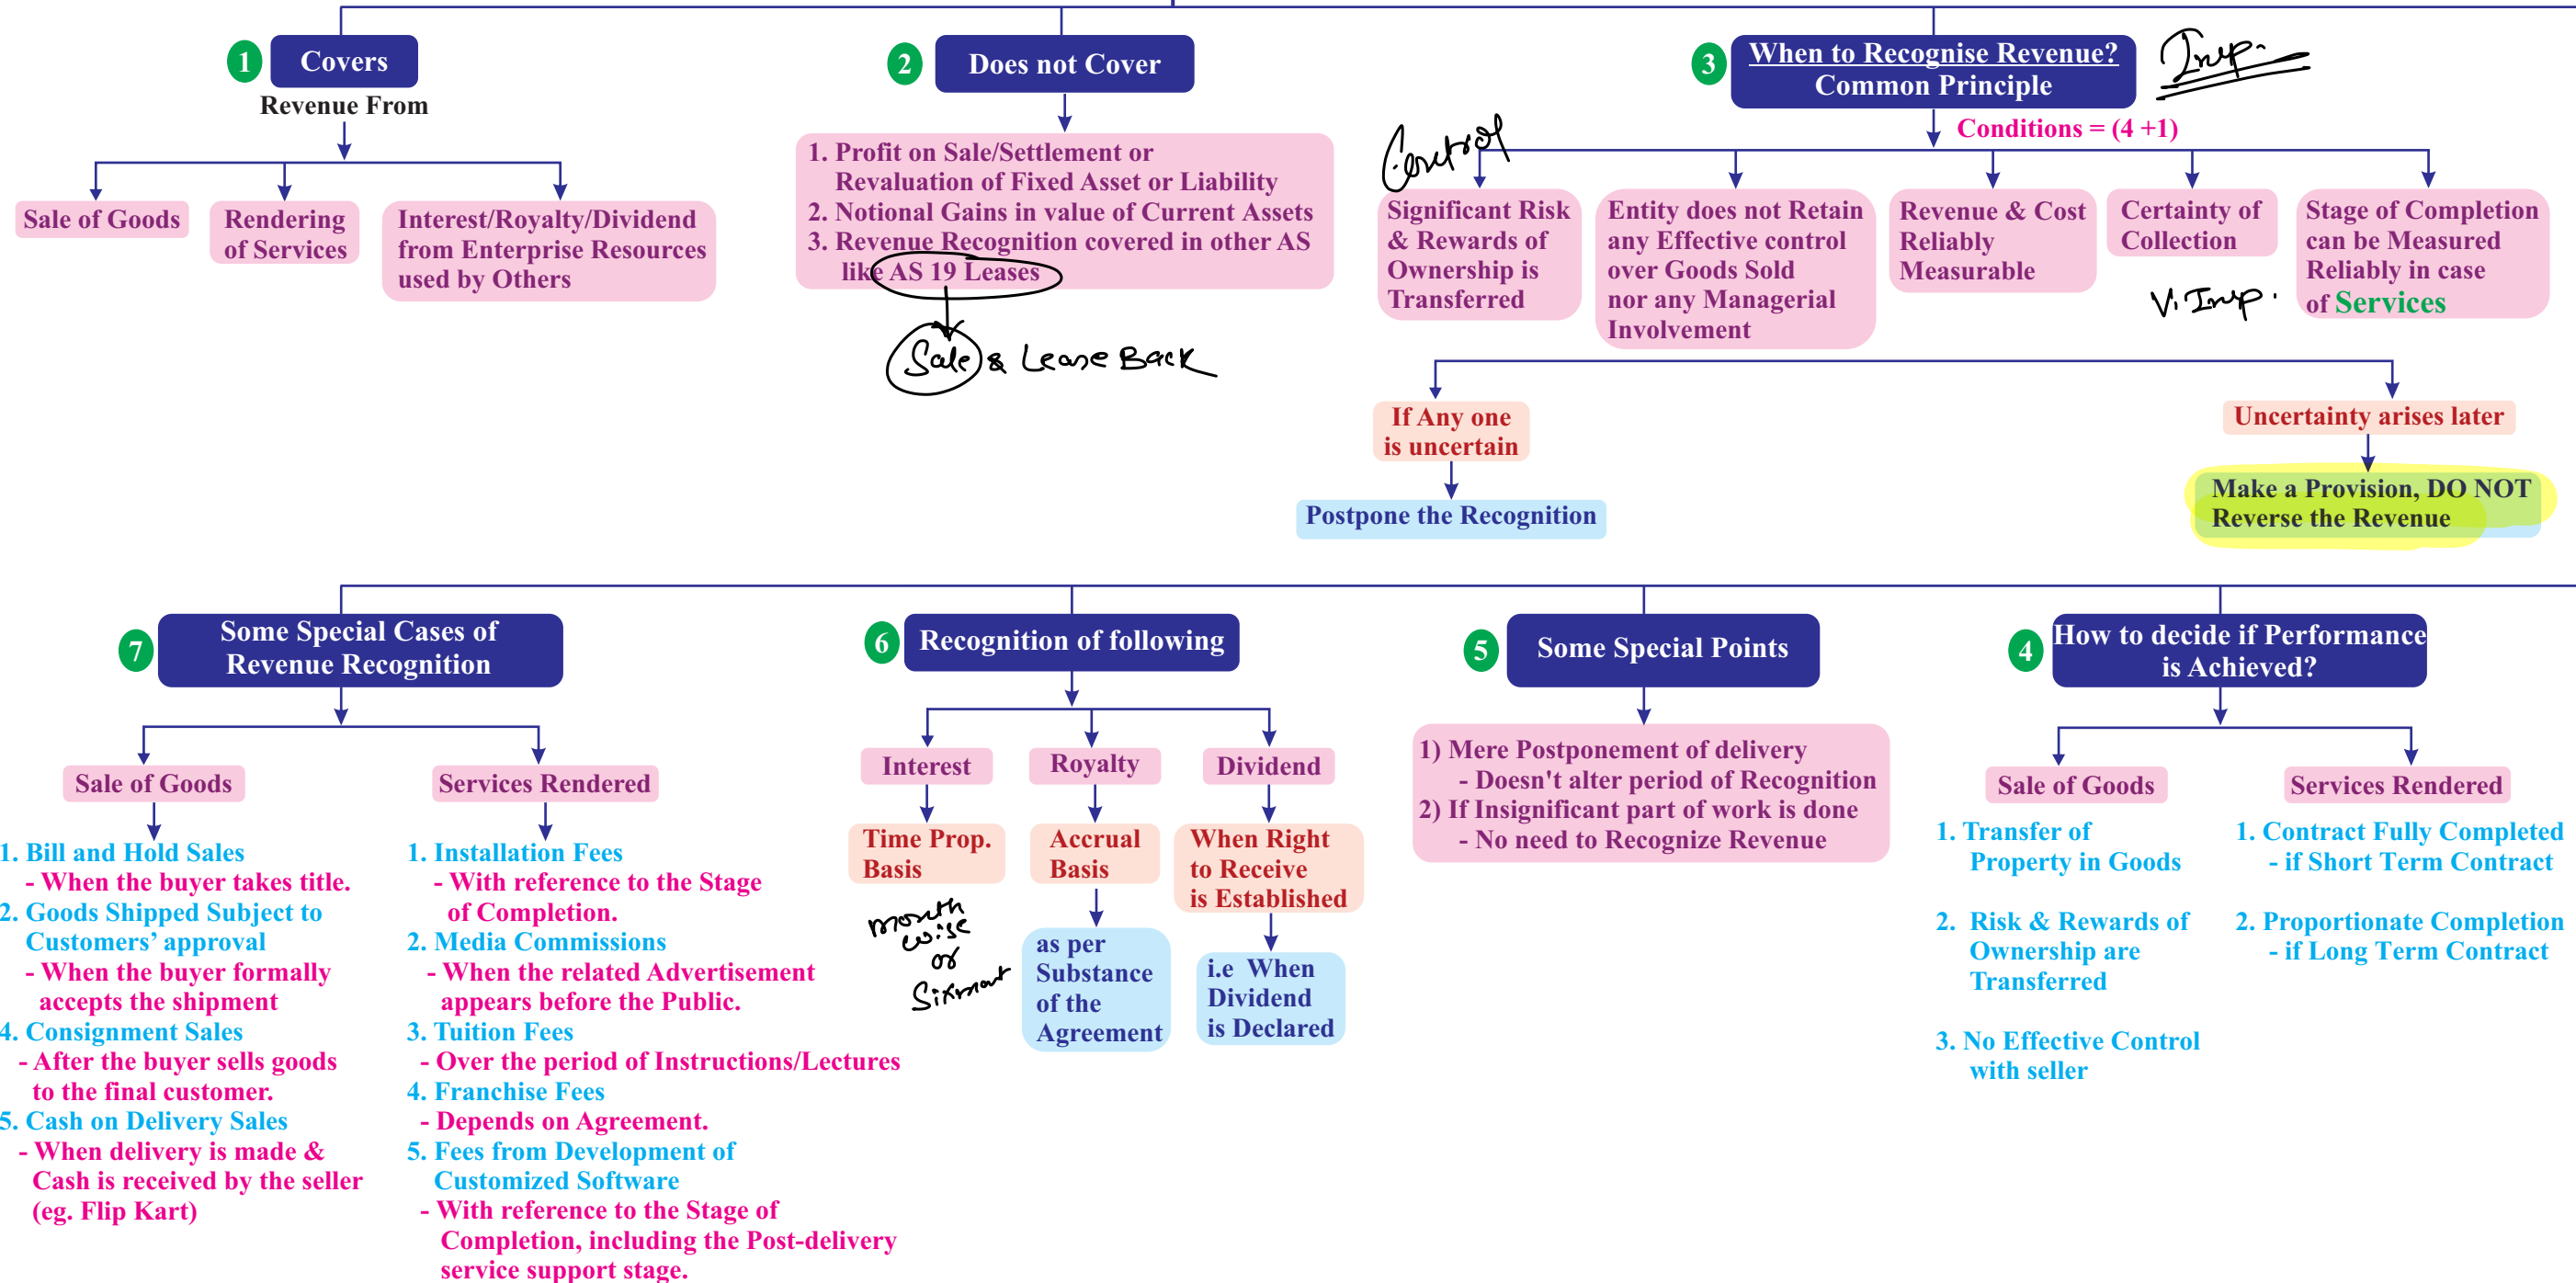 1
Covers
Revenue From
Sale of Goods
Rendering
of Services
Interest/Royalty/Dividend
from Enterprise Resources
used by Others
2
Does not Cover
1. Profit on Sale/Settlement or
Revaluation of Fixed Asset or Liability
2. Notional Gains in value of Current Assets
3. Revenue Recognition covered in other AS
like AS 19 Leases
Sale & Lease Back
3
When to Recognise Revenue?
Common Principle
Imp.
Conditions = (4 +1)
Control
Significant Risk
& Rewards of
Ownership is
Transferred
Entity does not Retain
any Effective control
over Goods Sold
nor any Managerial
Involvement
Revenue & Cost
Reliably
Measurable
Certainty of
Collection
V. Imp.
Stage of Completion
can be Measured
Reliably in case
of Services
If Any one
is uncertain
Postpone the Recognition
Uncertainty arises later
Make a Provision, DO NOT
Reverse the Revenue
7
Some Special Cases of
Revenue Recognition
Sale of Goods
1. Bill and Hold Sales
- When the buyer takes title.
2. Goods Shipped Subject to
Customers’ approval
- When the buyer formally
accepts the shipment
4. Consignment Sales
- After the buyer sells goods
to the final customer.
5. Cash on Delivery Sales
- When delivery is made &
Cash is received by the seller
(eg. Flip Kart)
Services Rendered
1. Installation Fees
- With reference to the Stage
of Completion.
2. Media Commissions
- When the related Advertisement
appears before the Public.
3. Tuition Fees
- Over the period of Instructions/Lectures
4. Franchise Fees
- Depends on Agreement.
5. Fees from Development of
Customized Software
- With reference to the Stage of
Completion, including the Post-delivery
service support stage.
6
Recognition of following
Interest
Time Prop.
Basis
month
wise
or
Royalty
Accrual
Basis
as per
Substance
of the
Agreement
Dividend
When Right
to Receive
is Established
i.e When
Dividend
is Declared
5
Some Special Points
1) Mere Postponement of delivery
- Doesn't alter period of Recognition
2) If Insignificant part of work is done
- No need to Recognize Revenue
4
How to decide if Performance
is Achieved?
Sale of Goods
1. Transfer of
Property in Goods
2. Risk & Rewards of
Ownership are
Transferred
3. No Effective Control
with seller
Services Rendered
1. Contract Fully Completed
- if Short Term Contract
2. Proportionate Completion
- if Long Term Contract